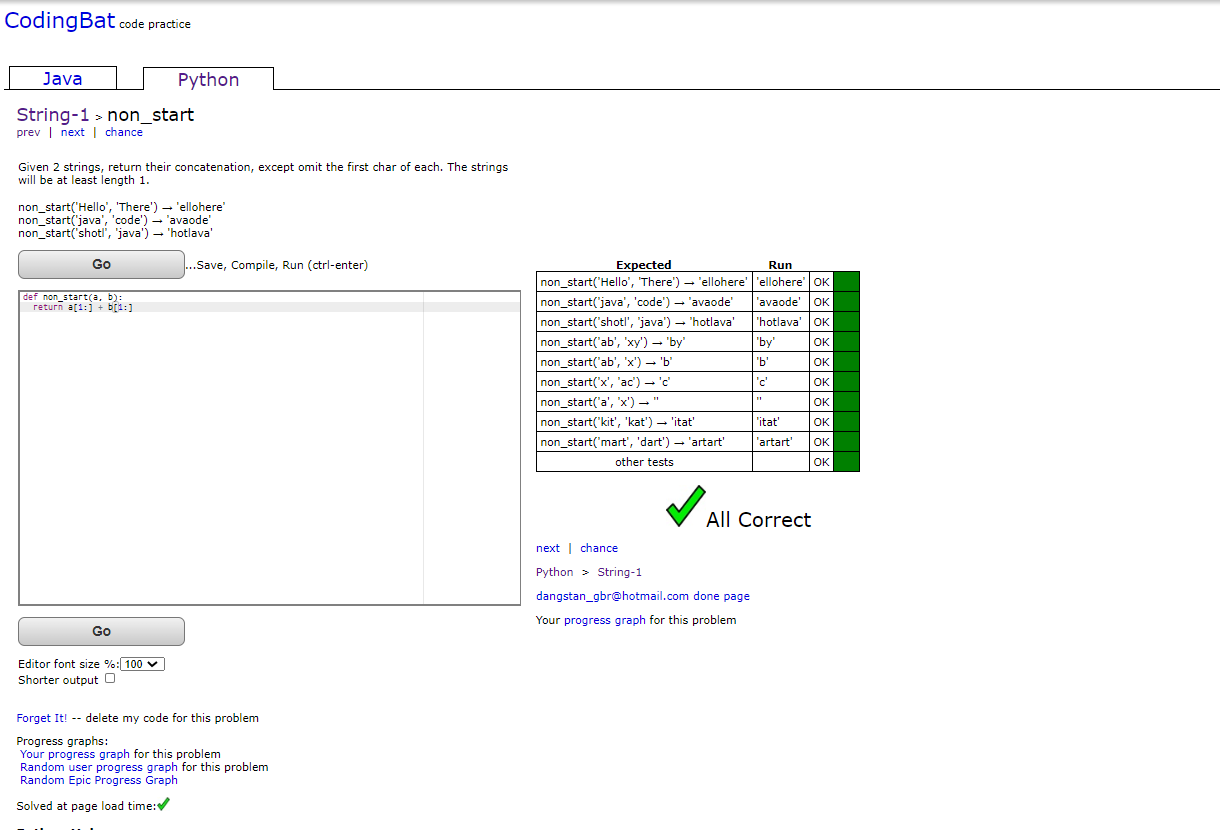 CodingBat code practice
Java
Python
String-1 > non_start
prev | next | chance
Given 2 strings, return their concatenation, except omit the first char of each. The strings
will be at least length 1.
non_start('Hello', 'There') → 'ellohere'
non_start('java', 'code') → 'avaode'
non_start('shotl', 'java') → 'hotlava'
Go
...Save, Compile, Run (ctrl-enter)
def non_start(a, b):
return a[1:] + b[1:]
Go
Editor font size %: 100
Shorter output
Forget It! -- delete my code for this problem
Progress graphs:
Your progress graph for this problem
Random user progress graph for this problem
Random Epic Progress Graph
Solved at page load time:
Expected Run
non_start('Hello', 'There') → 'ellohere' 'ellohere' OK
non_start('java', 'code') → 'avaode' 'avaode' OK
non_start('shotl', 'java') → 'hotlava' 'hotlava' OK
non_start('ab', 'xy') → 'by' 'by' OK
non_start('ab', 'x') → 'b' 'b' OK
non_start('x', 'ac') → 'c' 'c' OK
non_start('a', 'x') → '' '' OK
non_start('kit', 'kat') → 'itat' 'itat' OK
non_start('mart', 'dart') → 'artart' 'artart' OK
other tests OK
All Correct
next | chance
Python > String-1
dangstan_gbr@hotmail.com done page
Your progress graph for this problem